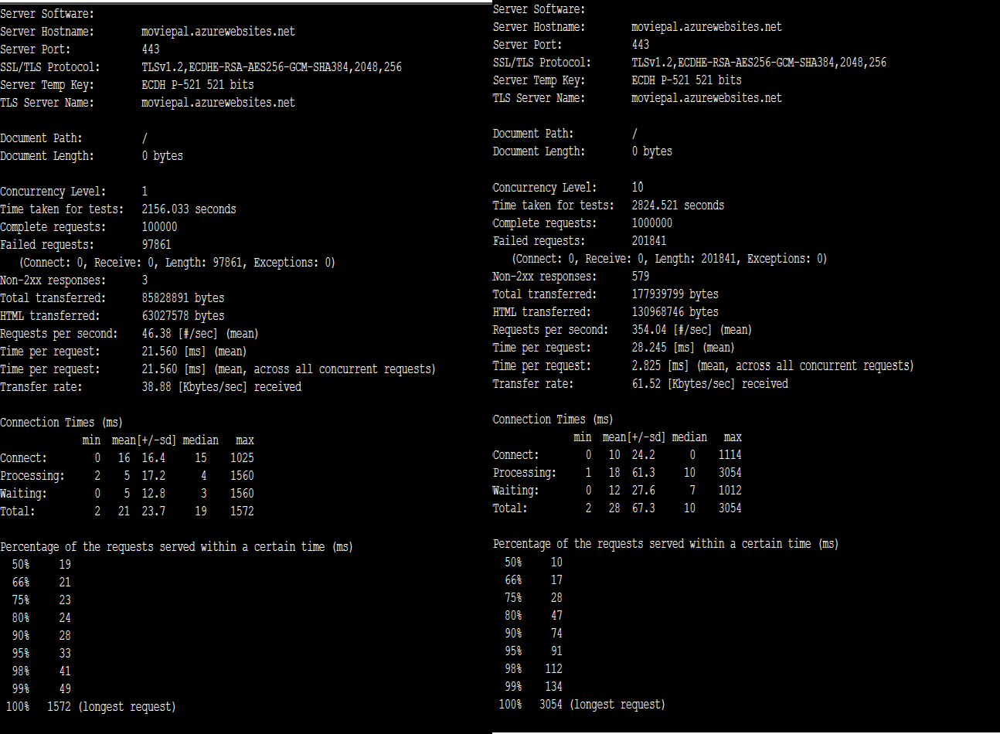 Server Software:
Server Hostname: moviepal.azurewebsites.net
Server Port: 443
SSL/TLS Protocol: TLSv1.2,ECDHE-RSA-AES256-GCM-SHA384,2048,256
Server Temp Key: ECDH P-521 521 bits
TLS Server Name: moviepal.azurewebsites.net
Document Path: /
Document Length: 0 bytes
Concurrency Level: 1
Time taken for tests: 2156.033 seconds
Complete requests: 100000
Failed requests: 97861
(Connect: 0, Receive: 0, Length: 97861, Exceptions: 0)
Non-2xx responses: 3
Total transferred: 85828891 bytes
HTML transferred: 63027578 bytes
Requests per second: 46.38 [#/sec] (mean)
Time per request: 21.560 [ms] (mean)
Time per request: 21.560 [ms] (mean, across all concurrent requests)
Transfer rate: 38.88 [Kbytes/sec] received
Connection Times (ms)
min mean[+/-sd] median max
Connect: 0 16 16.4 15 1025
Processing: 2 5 17.2 4 1560
Waiting: 0 5 12.8 3 1560
Total: 2 21 23.7 19 1572
Percentage of the requests served within a certain time (ms)
50% 19
66% 21
75% 23
80% 24
90% 28
95% 33
98% 41
99% 49
100% 1572 (longest request)
Server Software:
Server Hostname: moviepal.azurewebsites.net
Server Port: 443
SSL/TLS Protocol: TLSv1.2,ECDHE-RSA-AES256-GCM-SHA384,2048,256
Server Temp Key: ECDH P-521 521 bits
TLS Server Name: moviepal.azurewebsites.net
Document Path: /
Document Length: 0 bytes
Concurrency Level: 10
Time taken for tests: 2824.521 seconds
Complete requests: 1000000
Failed requests: 201841
(Connect: 0, Receive: 0, Length: 201841, Exceptions: 0)
Non-2xx responses: 579
Total transferred: 177939799 bytes
HTML transferred: 130968746 bytes
Requests per second: 354.04 [#/sec] (mean)
Time per request: 28.245 [ms] (mean)
Time per request: 2.825 [ms] (mean, across all concurrent requests)
Transfer rate: 61.52 [Kbytes/sec] received
Connection Times (ms)
min mean[+/-sd] median max
Connect: 0 10 24.2 0 1114
Processing: 1 18 61.3 10 3054
Waiting: 0 12 27.6 7 1012
Total: 2 28 67.3 10 3054
Percentage of the requests served within a certain time (ms)
50% 10
66% 17
75% 28
80% 47
90% 74
95% 91
98% 112
99% 134
100% 3054 (longest request)